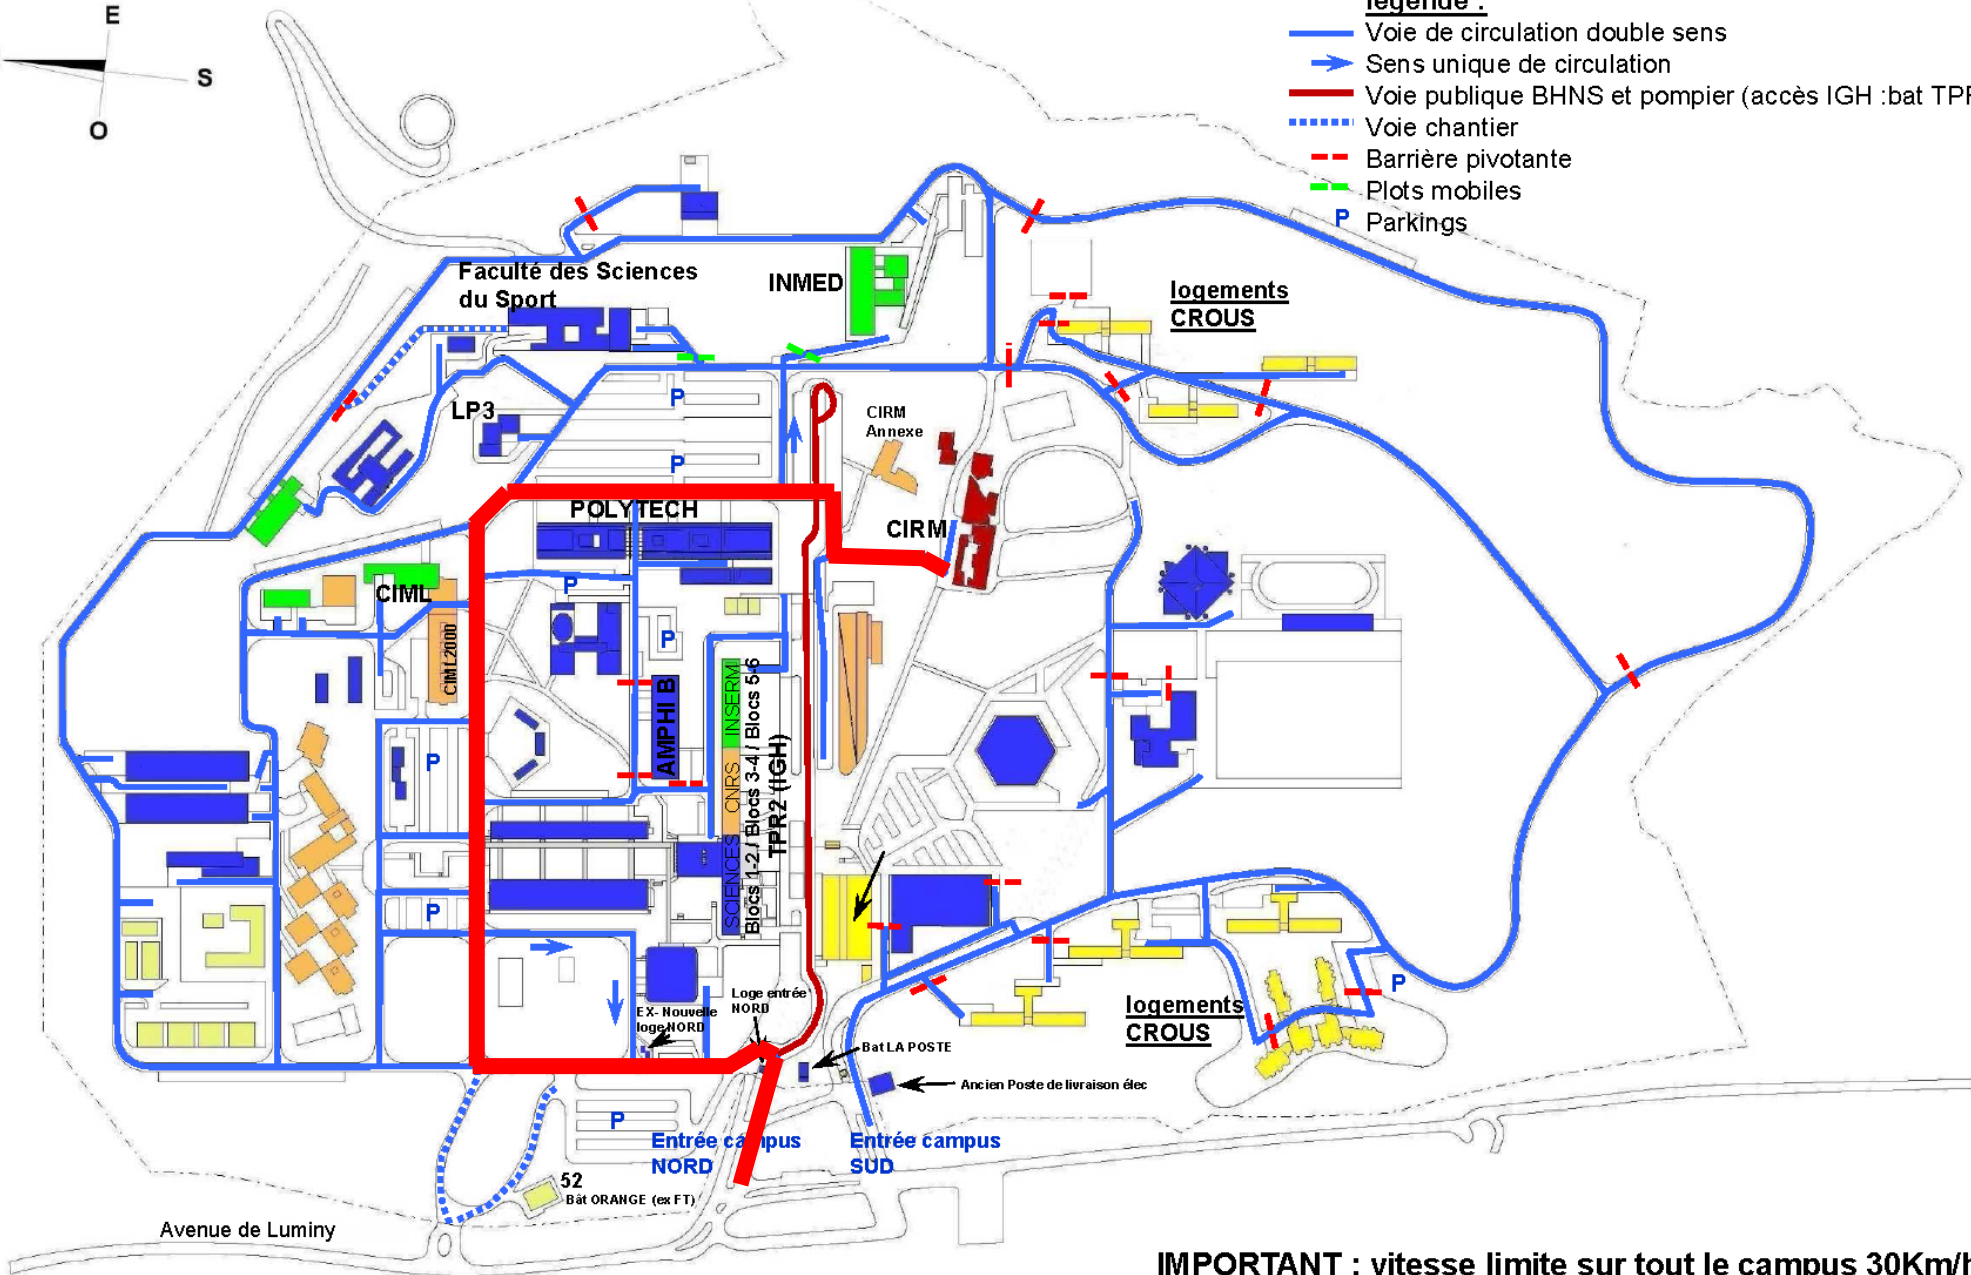 E
S
O
légende :
Voie de circulation double sens
Sens unique de circulation
Voie publique BHNS et pompier (accès IGH :bat TPR
Voie chantier
Barrière pivotante
Plots mobiles
P Parkings
Faculté des Sciences
du Sport
INMED
logements
CROUS
LP3
P
P
CIRM
Annexe
CIRM
POLYTECH
P
CIML
CIML2000
P
AMPHI B
INSERM
CNRS
SCIENCES
Blocs 1-2 / Blocs 3-4 / Blocs 5-6
TPR2 (IGH)
P
P
Loge entrée
NORD
EX- Nouvelle
loge NORD
Bat LA POSTE
Ancien Poste de livraison élec
logements
CROUS
P
P
Entrée campus
NORD
Entrée campus
SUD
52
Bât ORANGE (ex FT)
Avenue de Luminy
IMPORTANT : vitesse limite sur tout le campus 30Km/h